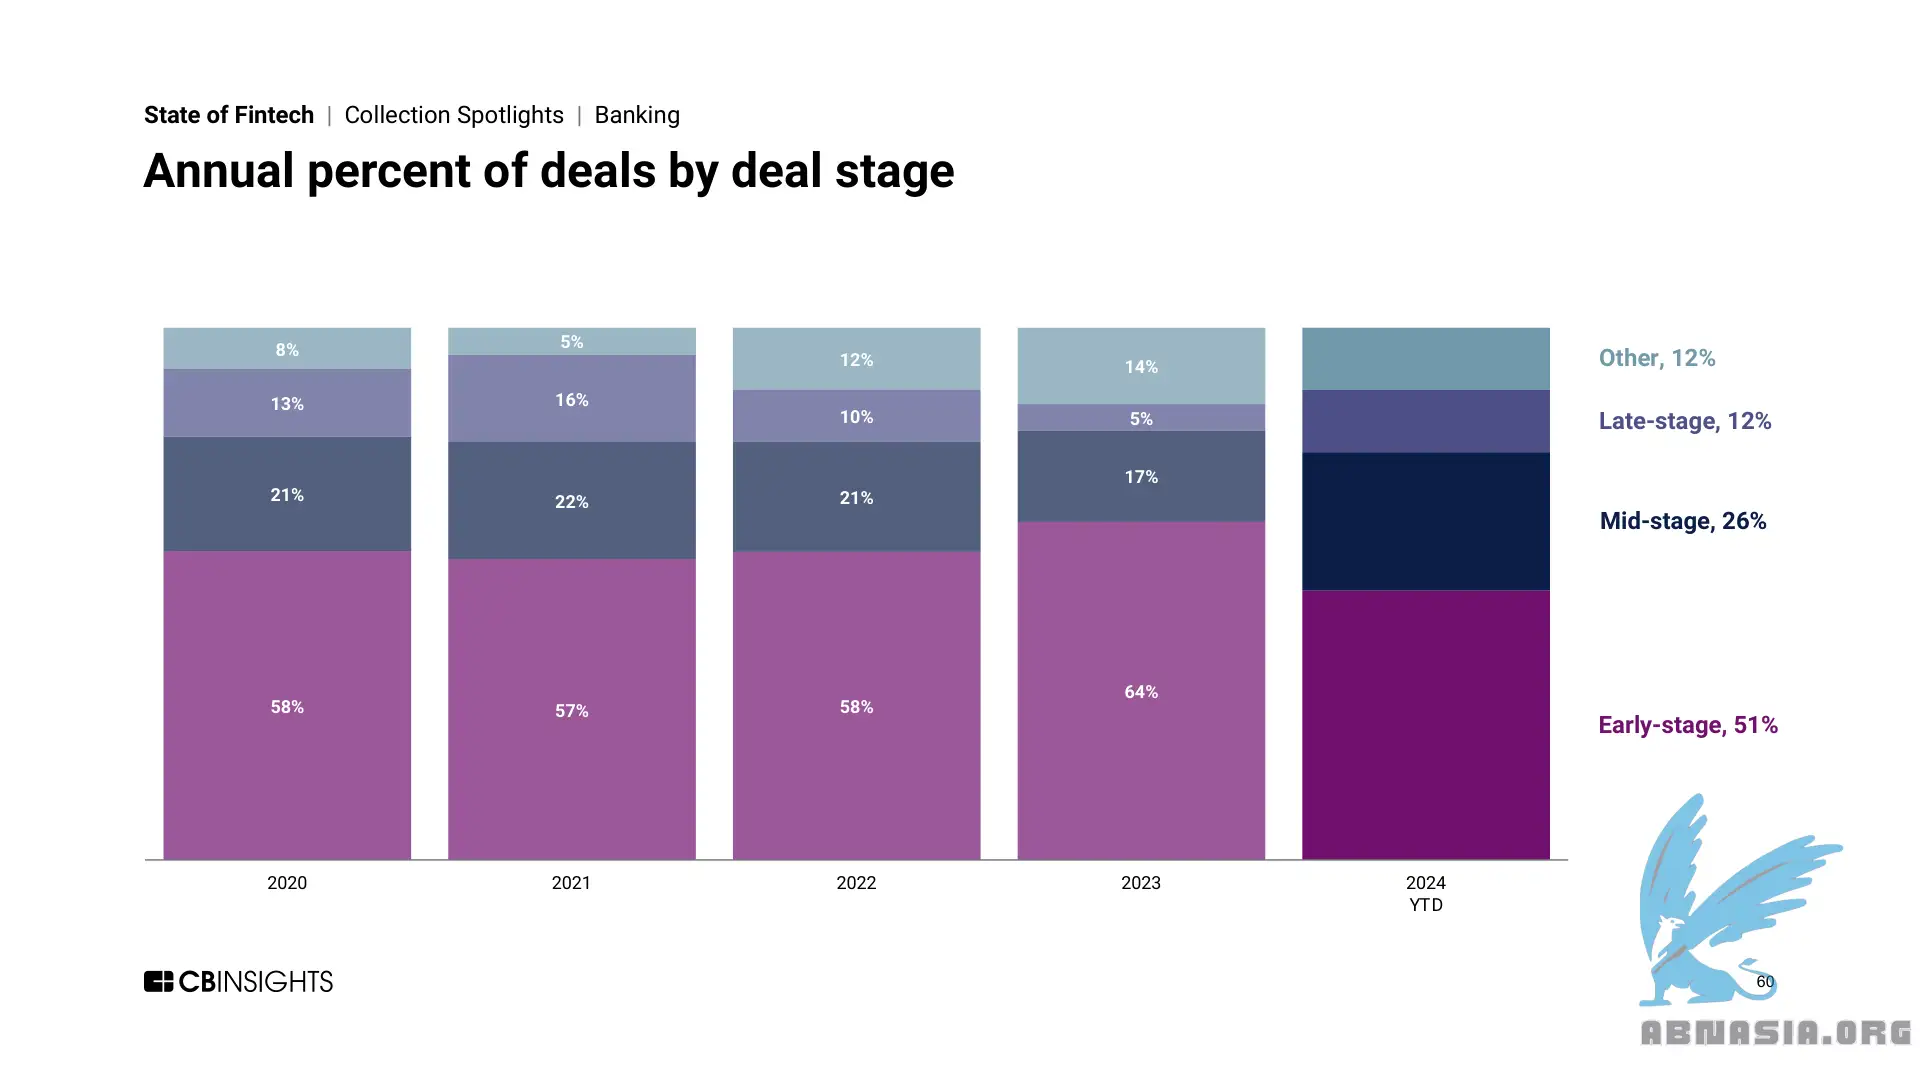 State of Fintech | Collection Spotlights | Banking
Annual percent of deals by deal stage
8%
5%
12%
14%
Other, 12%
13%
16%
10%
5%
Late-stage, 12%
21%
22%
21%
17%
Mid-stage, 26%
58%
57%
58%
64%
Early-stage, 51%
2020
2021
2022
2023
2024
YTD
CBINSIGHTS
60
ABNASIA.ORG